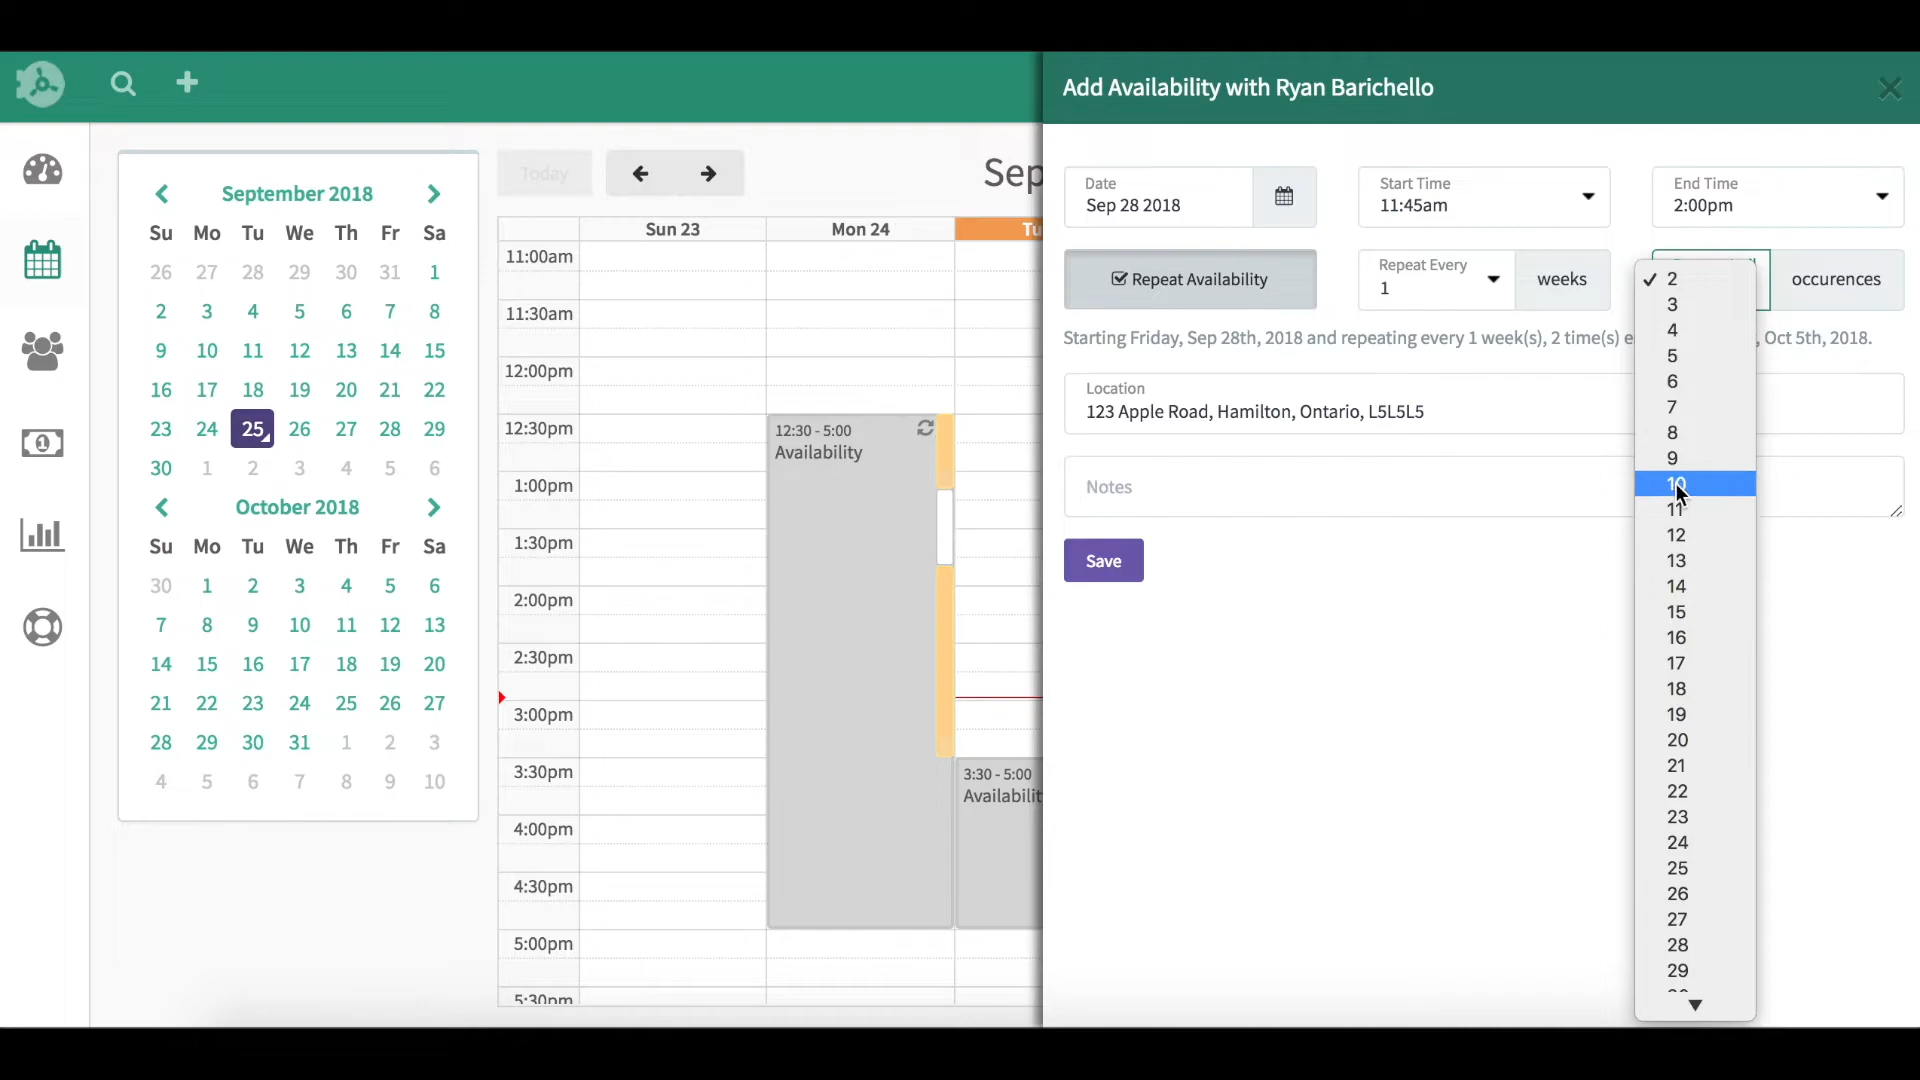 Add Availability with Ryan Barichello
September 2018
Su Mo Tu We Th Fr Sa
26 27 28 29 30 31 1
2 3 4 5 6 7 8
9 10 11 12 13 14 15
16 17 18 19 20 21 22
23 24 25 26 27 28 29
30 1 2 3 4 5 6
October 2018
Su Mo Tu We Th Fr Sa
30 1 2 3 4 5 6
7 8 9 10 11 12 13
14 15 16 17 18 19 20
21 22 23 24 25 26 27
28 29 30 31 1 2 3
4 5 6 7 8 9 10
Today
Sep
Sun 23 Mon 24 Tu
11:00am
11:30am
12:00pm
12:30pm
1:00pm
1:30pm
2:00pm
2:30pm
3:00pm
3:30pm
4:00pm
4:30pm
5:00pm
5:30pm
12:30 - 5:00
Availability
3:30 - 5:00
Availabilit
Date
Sep 28 2018
Start Time
11:45am
End Time
2:00pm
Repeat Availability
Repeat Every
1
weeks
occurences
Starting Friday, Sep 28th, 2018 and repeating every 1 week(s), 2 time(s) e , Oct 5th, 2018.
Location
123 Apple Road, Hamilton, Ontario, L5L5L5
Notes
Save
✓ 2
3
4
5
6
7
8
9
10
11
12
13
14
15
16
17
18
19
20
21
22
23
24
25
26
27
28
29